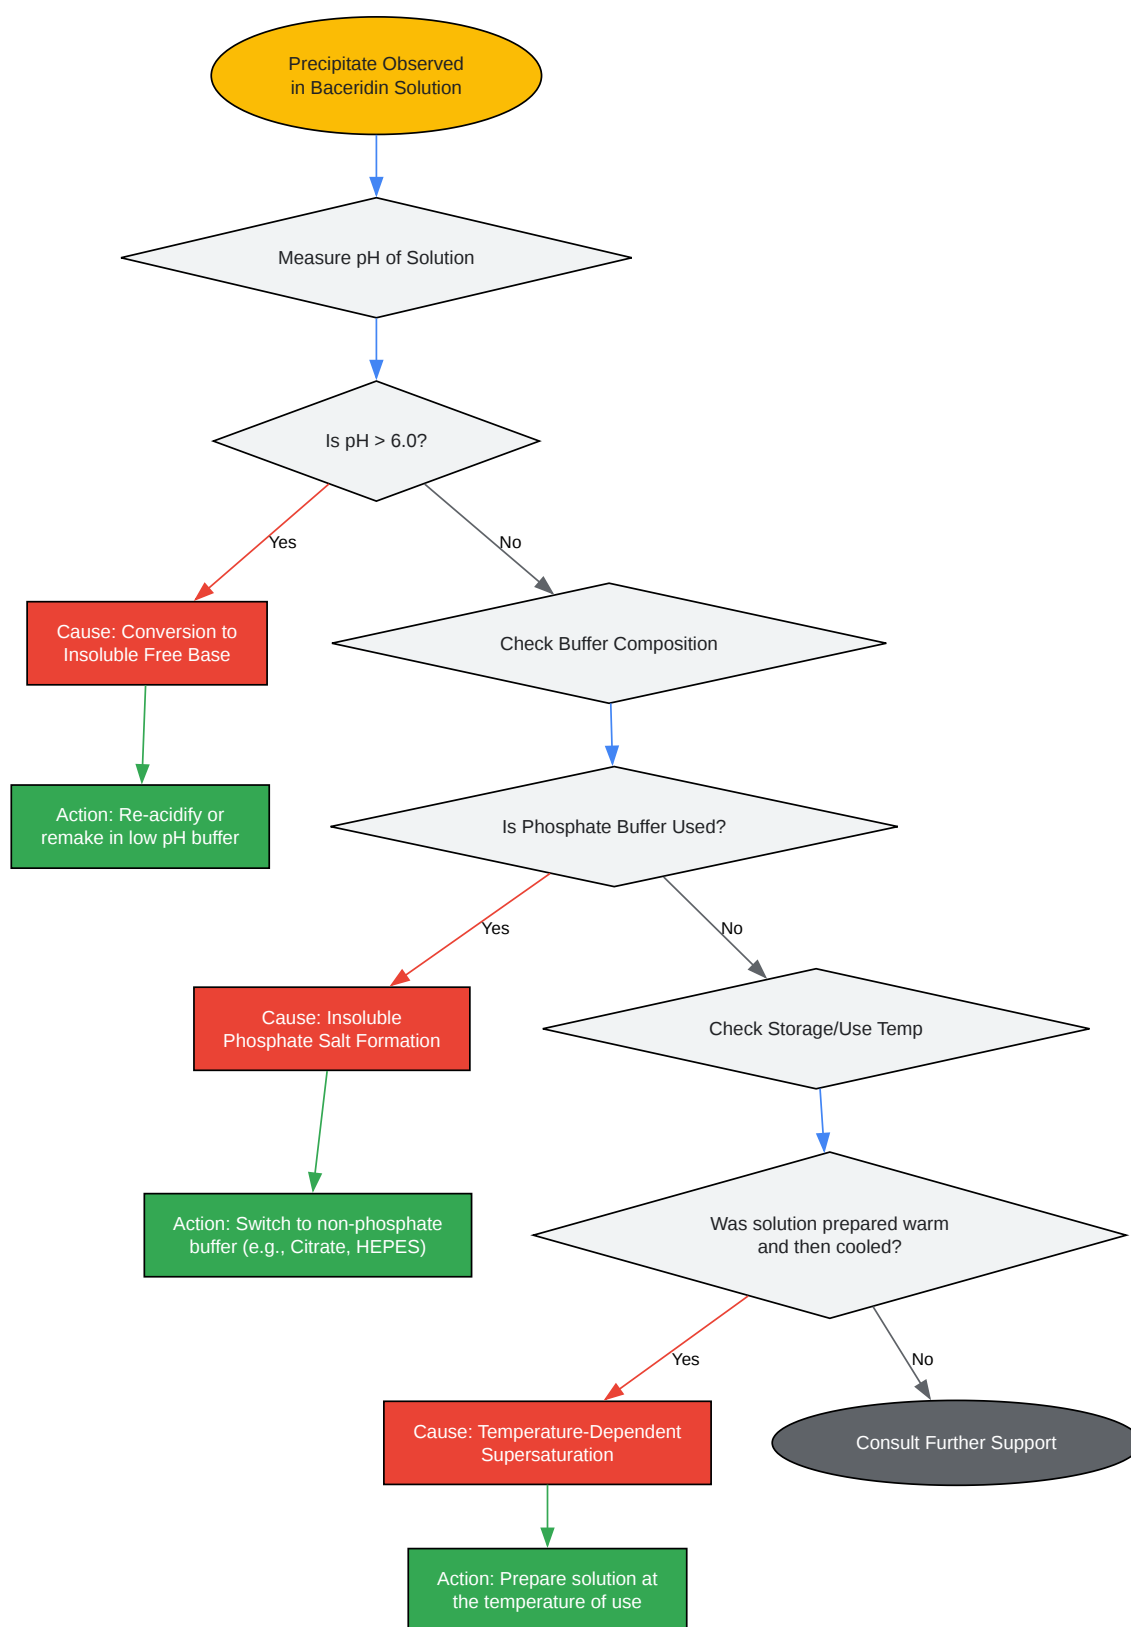 Precipitate Observed
in Baceridin Solution
Measure pH of Solution
Is pH > 6.0?
Yes
No
Cause: Conversion to
Insoluble Free Base
Check Buffer Composition
Action: Re-acidify or
remake in low pH buffer
Is Phosphate Buffer Used?
Yes
No
Cause: Insoluble
Phosphate Salt Formation
Check Storage/Use Temp
Action: Switch to non-phosphate
buffer (e.g., Citrate, HEPES)
Was solution prepared warm
and then cooled?
Yes
No
Cause: Temperature-Dependent
Supersaturation
Consult Further Support
Action: Prepare solution at
the temperature of use